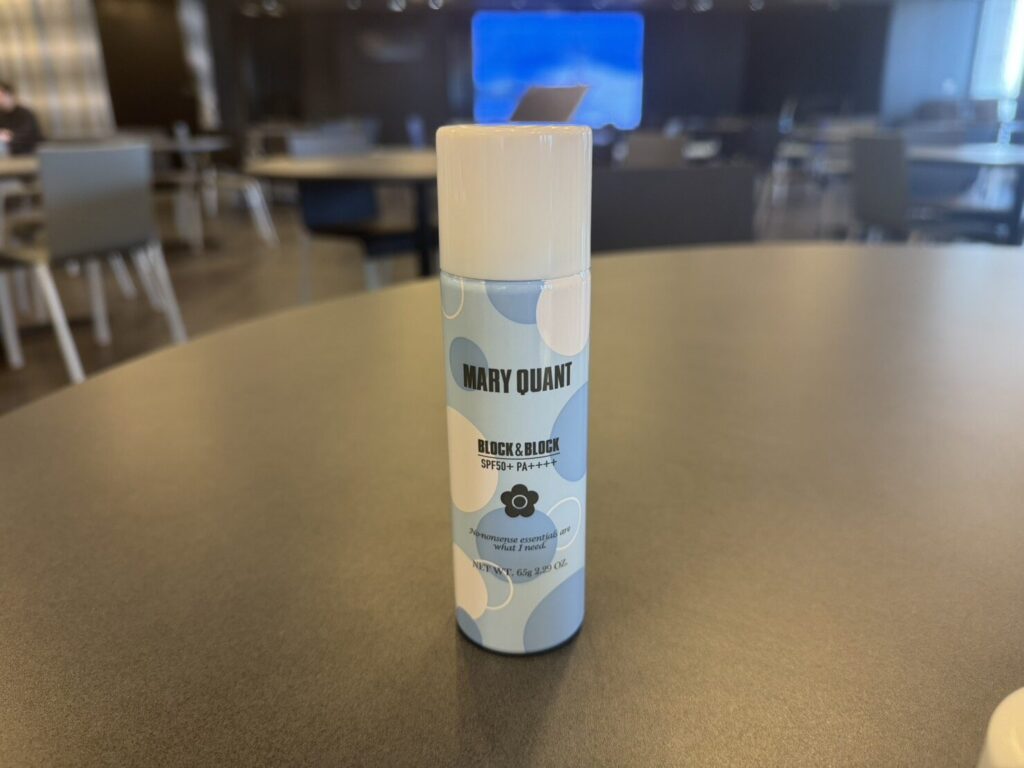 MARY QUANT
BLOCK & BLOCK
SPF50+ PA++++
No-nonsense essentials are
what I need.
NET WT. 65g 2.29 OZ.